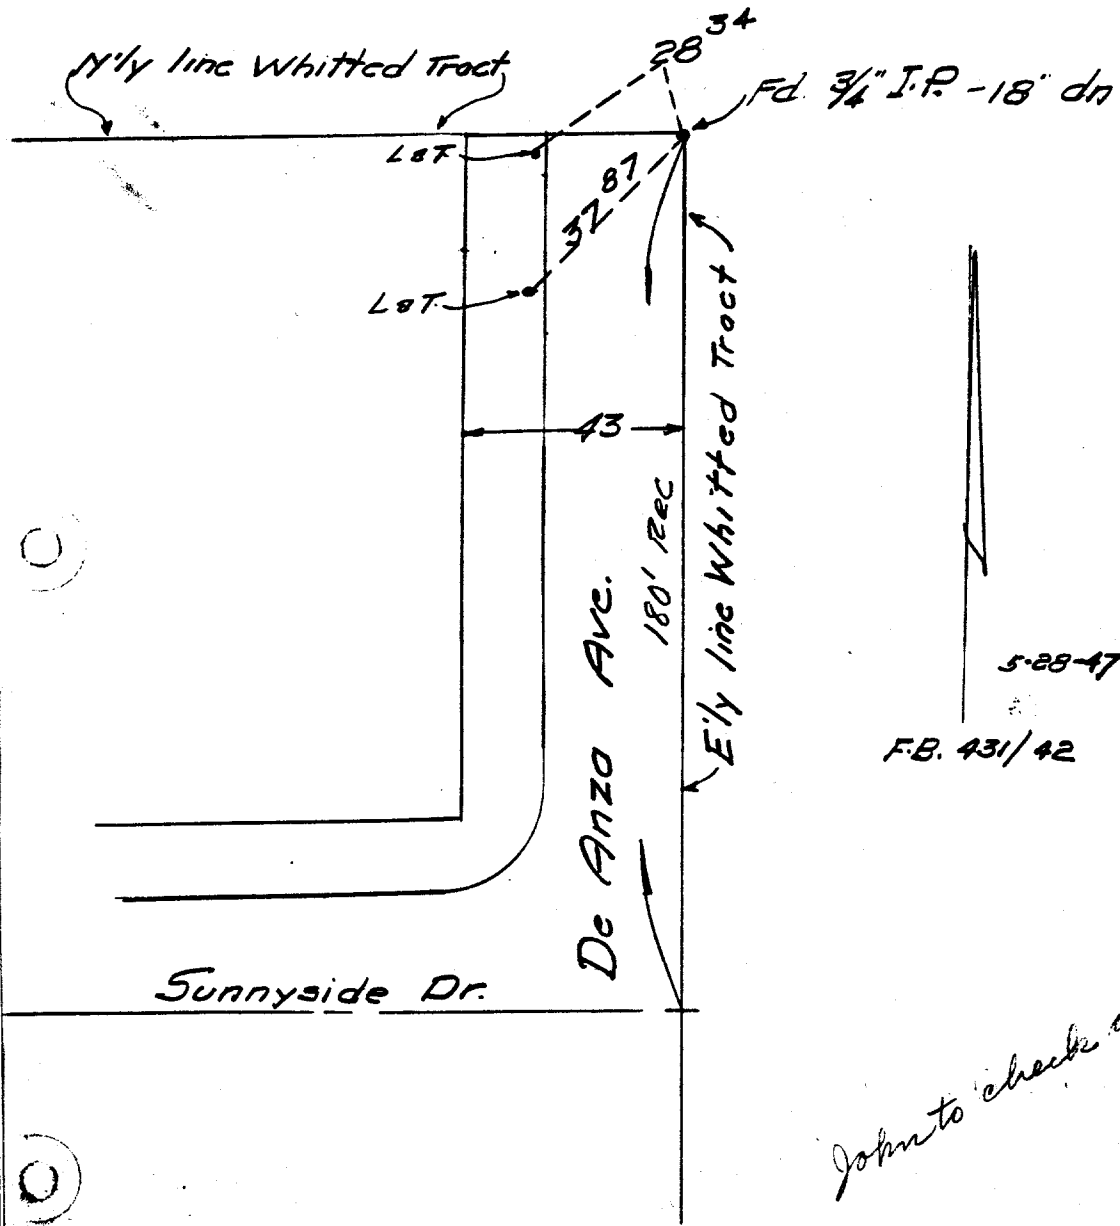 N'ly line Whitted Tract
28 34
Fd. 3/4" I.P. - 18" dn
L&T
37 87
L&T.
E'ly line Whitted Tract
43
180' Rec
De Anza Ave.
5-28-47
F.B. 431/42
Sunnyside Dr.
John to check